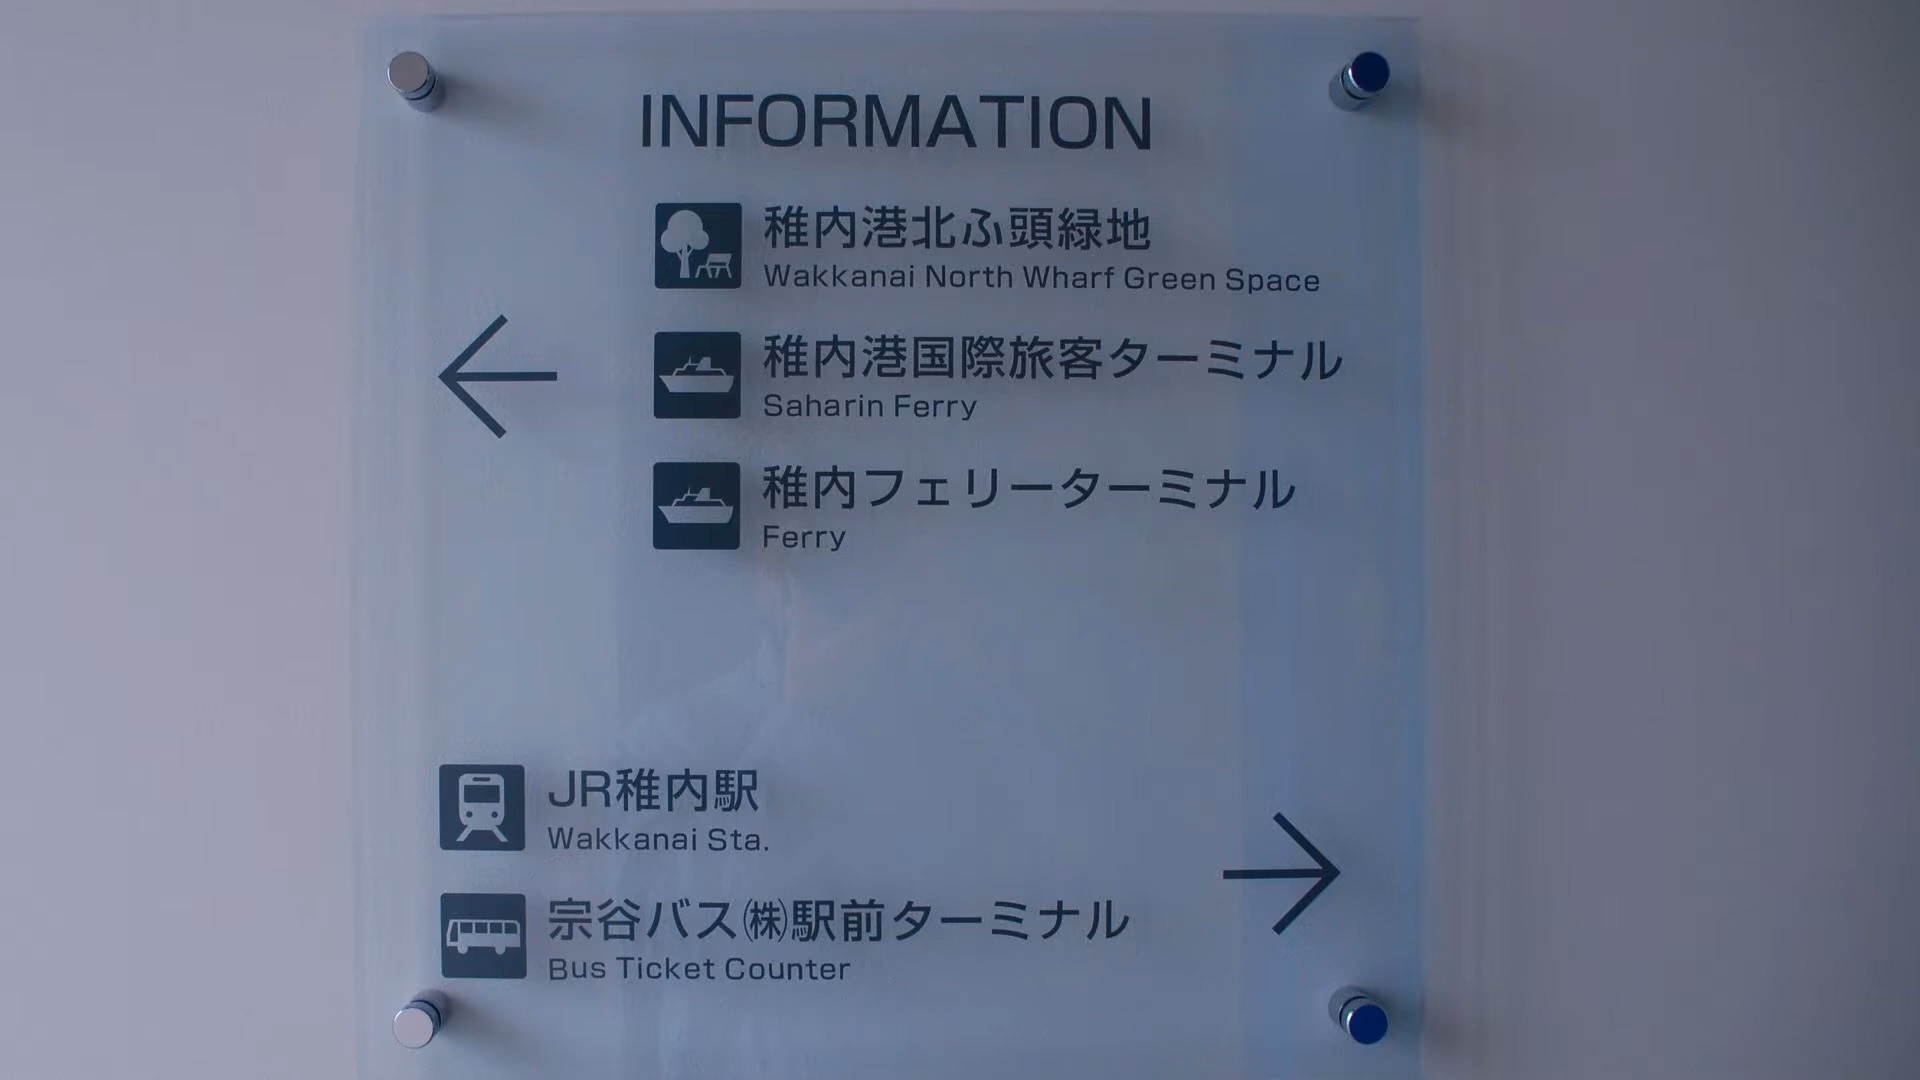 INFORMATION
稚内港北ふ頭緑地
Wakkanai North Wharf Green Space
稚内港国際旅客ターミナル
Saharin Ferry
稚内フェリーターミナル
Ferry
JR稚内駅
Wakkanai Sta.
宗谷バス㈱駅前ターミナル
Bus Ticket Counter